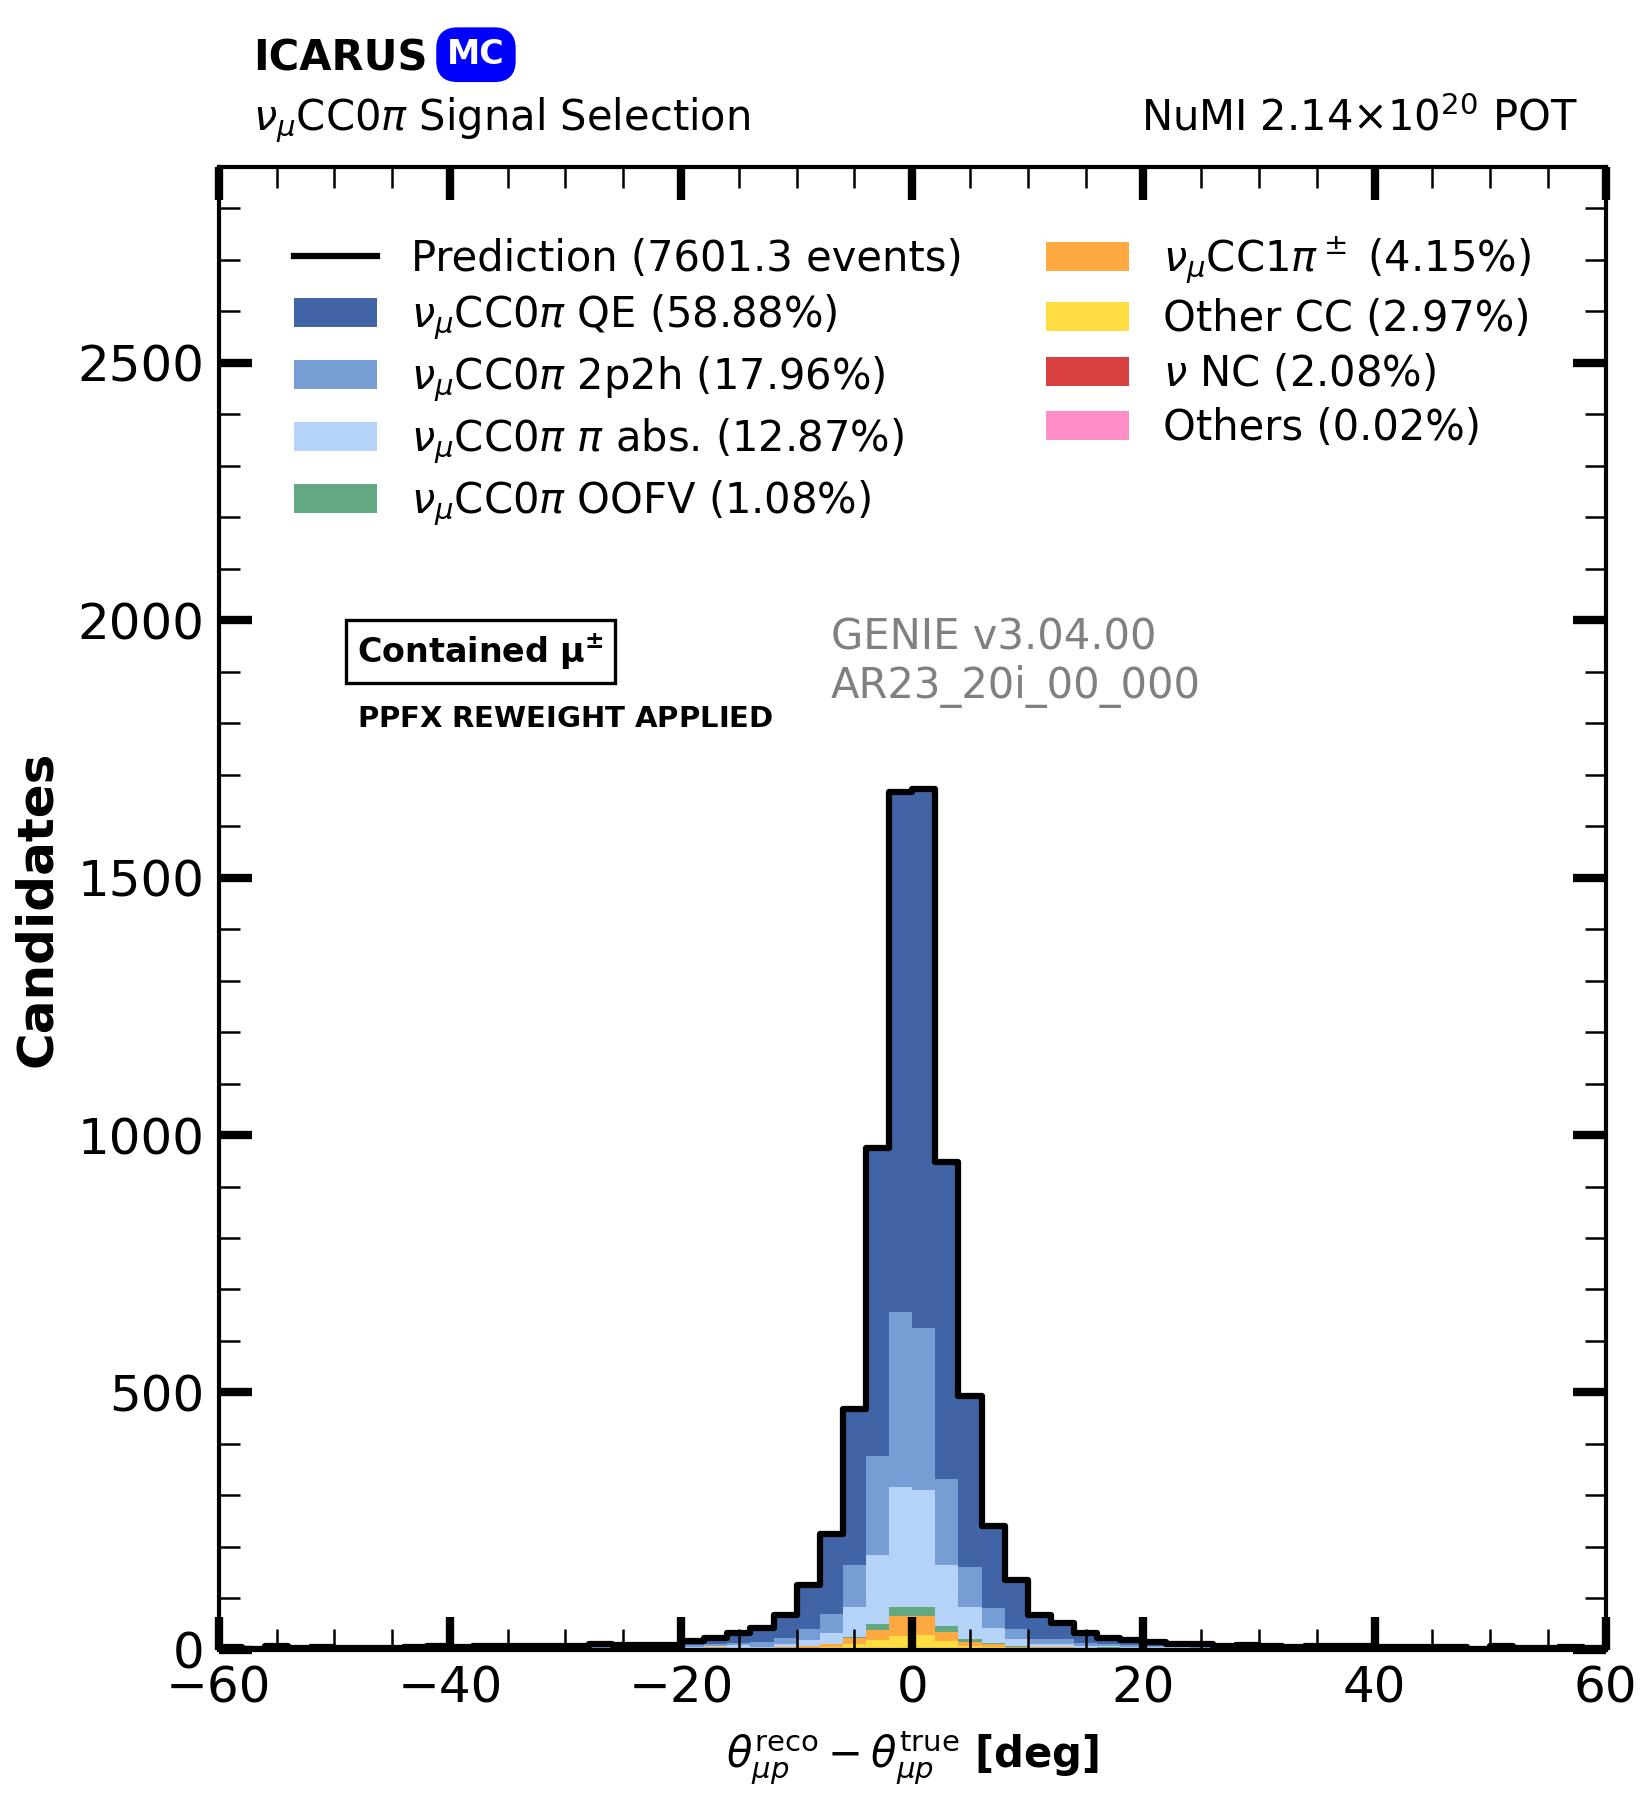 ICARUS MC
νμCC0π Signal Selection
NuMI 2.14×10²⁰ POT
Prediction (7601.3 events)
νμCC0π QE (58.88%)
νμCC0π 2p2h (17.96%)
νμCC0π π abs. (12.87%)
νμCC0π OOFV (1.08%)
νμCC1π± (4.15%)
Other CC (2.97%)
ν NC (2.08%)
Others (0.02%)
Contained μ±
PPFX REWEIGHT APPLIED
GENIE v3.04.00
AR23_20i_00_000
Candidates
2500
2000
1500
1000
500
0
−60 −40 −20 0 20 40 60
θμp^reco − θμp^true [deg]